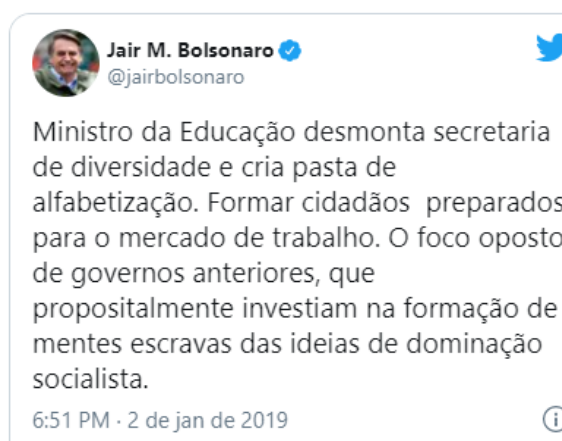 Jair M. Bolsonaro
@jairbolsonaro
Ministro da Educação desmonta secretaria
de diversidade e cria pasta de
alfabetização. Formar cidadãos  preparados
para o mercado de trabalho. O foco oposto
de governos anteriores, que
propositalmente investiam na formação de
mentes escravas das ideias de dominação
socialista.
6:51 PM · 2 de jan de 2019